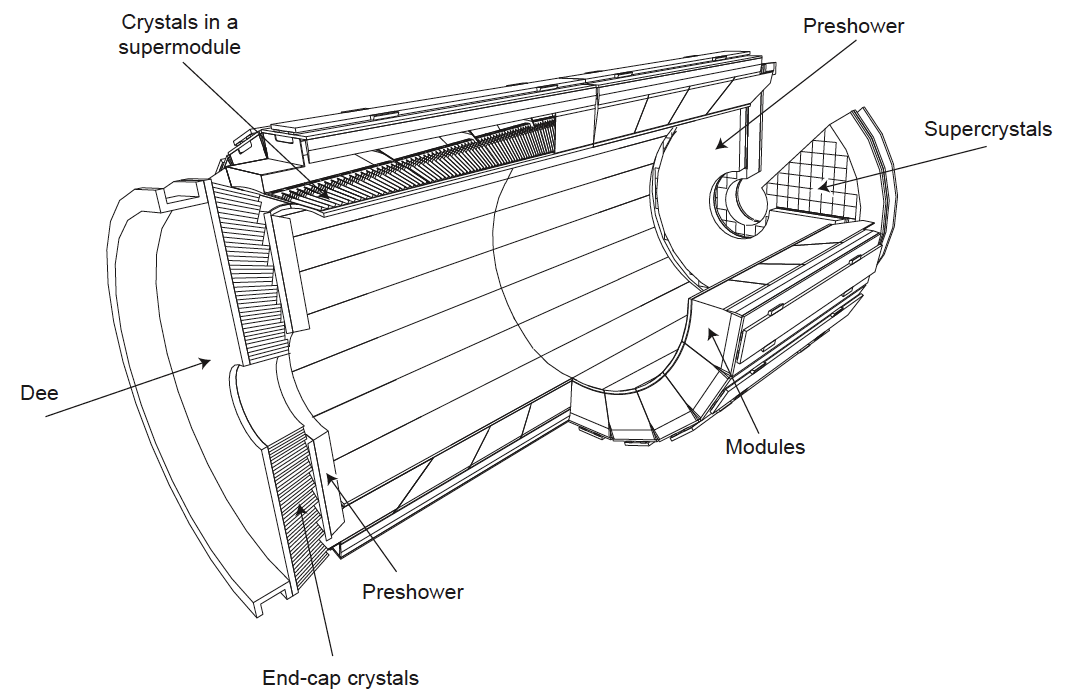 Crystals in a
supermodule
Preshower
Supercrystals
Dee
Modules
Preshower
End-cap crystals